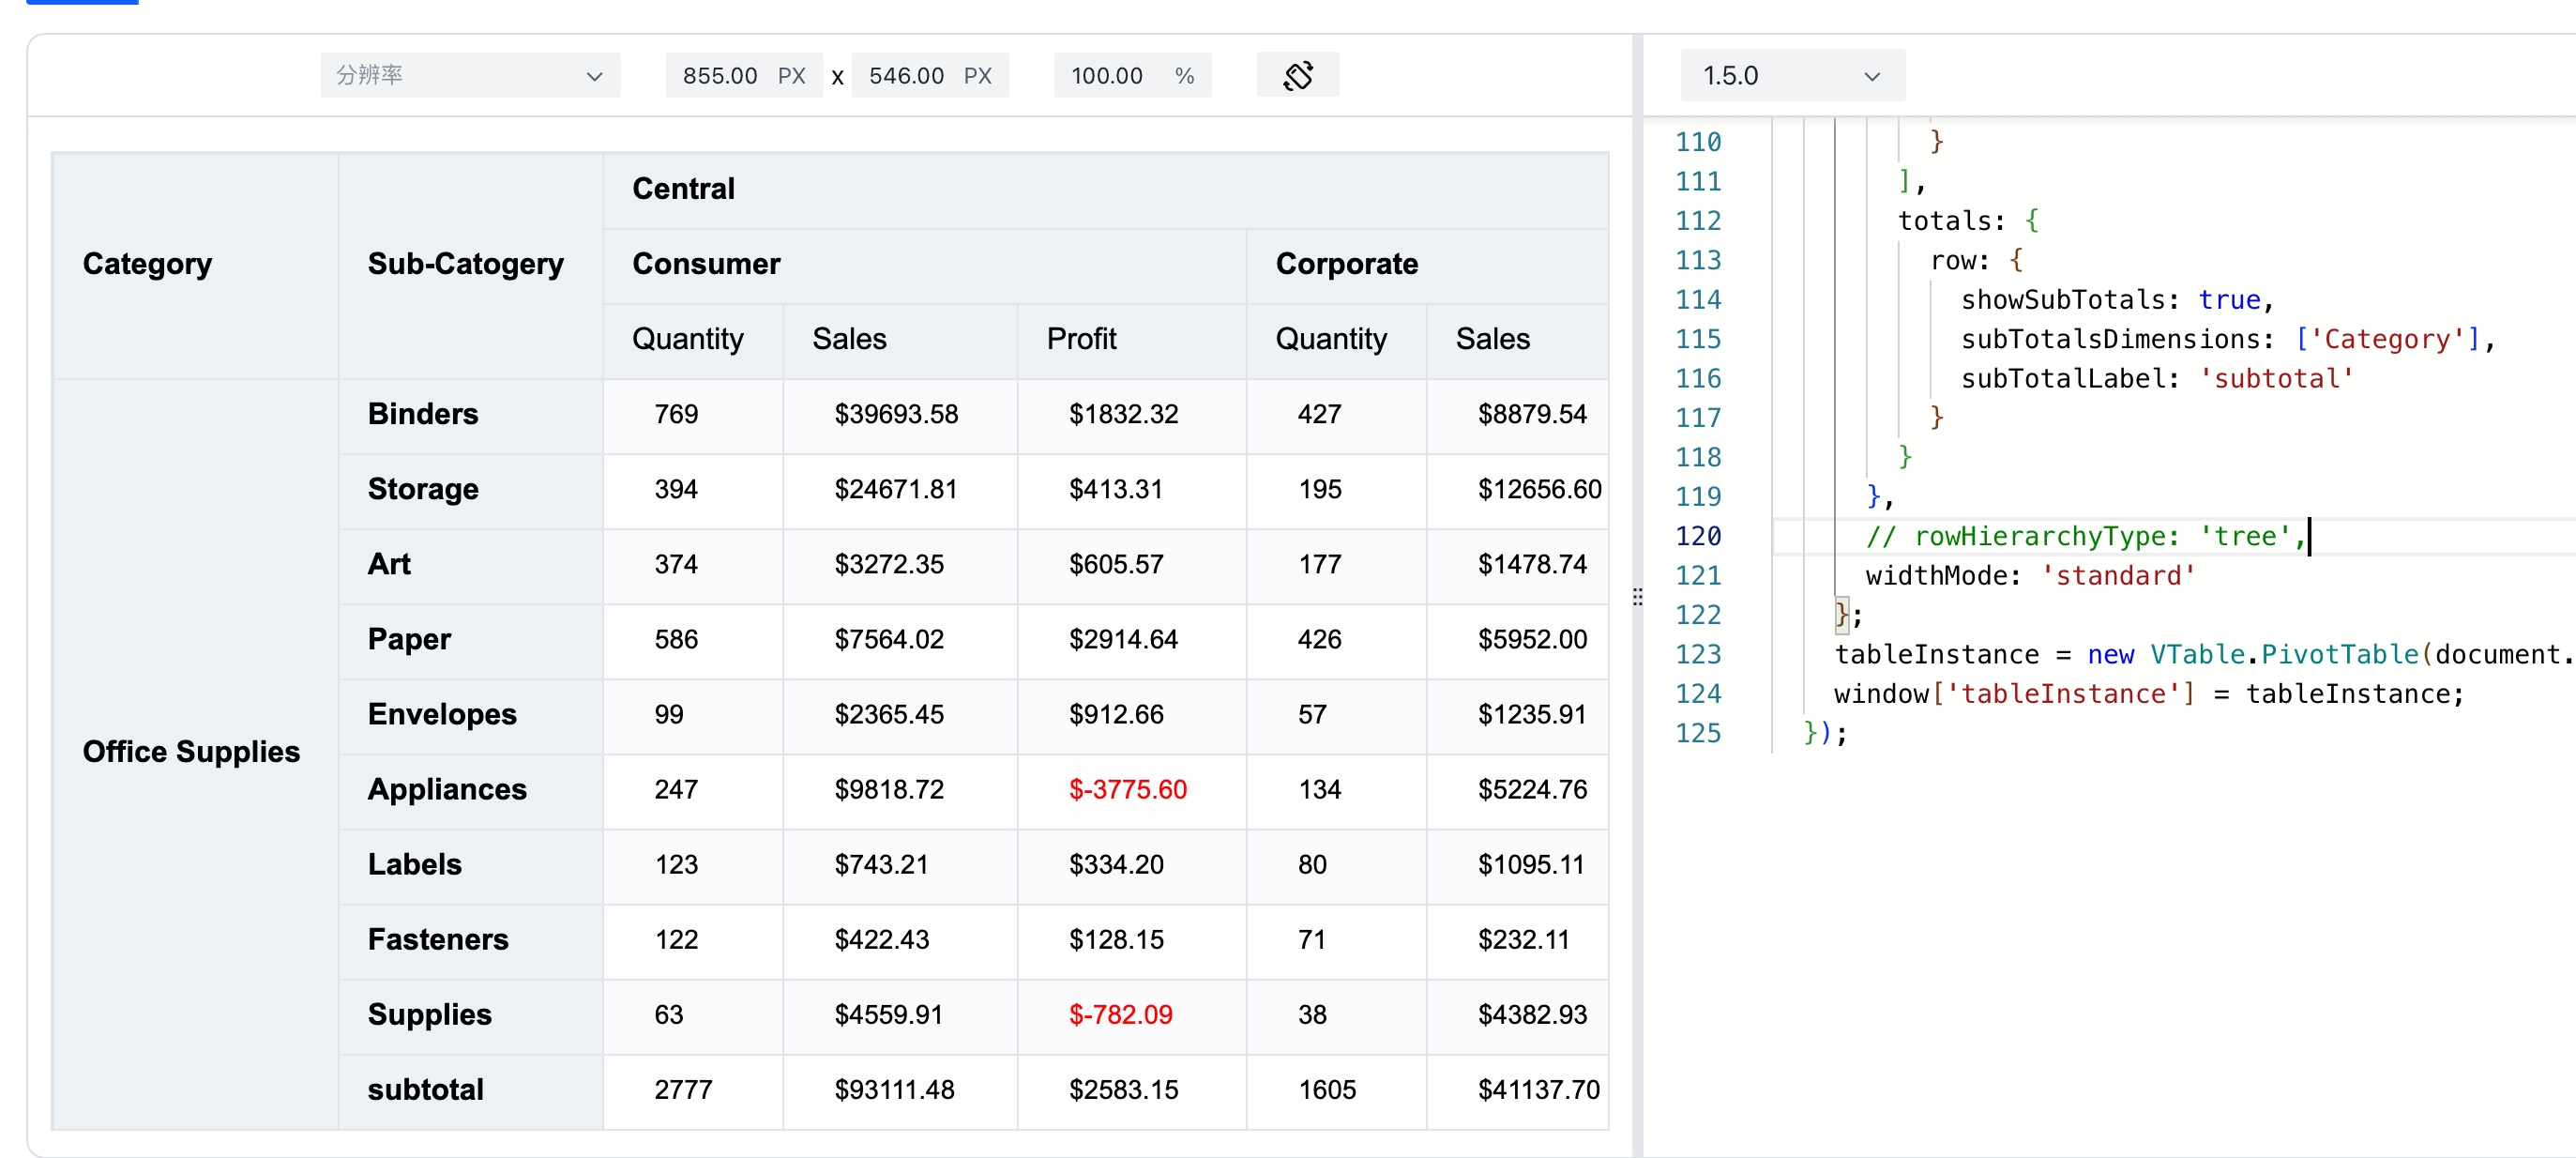 分辨率 855.00 PX x 546.00 PX 100.00 %
Category Sub-Catogery Central
Consumer Corporate
Quantity Sales Profit Quantity Sales
Office Supplies
Binders 769 $39693.58 $1832.32 427 $8879.54
Storage 394 $24671.81 $413.31 195 $12656.60
Art 374 $3272.35 $605.57 177 $1478.74
Paper 586 $7564.02 $2914.64 426 $5952.00
Envelopes 99 $2365.45 $912.66 57 $1235.91
Appliances 247 $9818.72 $-3775.60 134 $5224.76
Labels 123 $743.21 $334.20 80 $1095.11
Fasteners 122 $422.43 $128.15 71 $232.11
Supplies 63 $4559.91 $-782.09 38 $4382.93
subtotal 2777 $93111.48 $2583.15 1605 $41137.70
1.5.0
110 }
111 ],
112 totals: {
113 row: {
114 showSubTotals: true,
115 subTotalsDimensions: ['Category'],
116 subTotalLabel: 'subtotal'
117 }
118 }
119 },
120 // rowHierarchyType: 'tree',
121 widthMode: 'standard'
122 };
123 tableInstance = new VTable.PivotTable(document.
124 window['tableInstance'] = tableInstance;
125 });